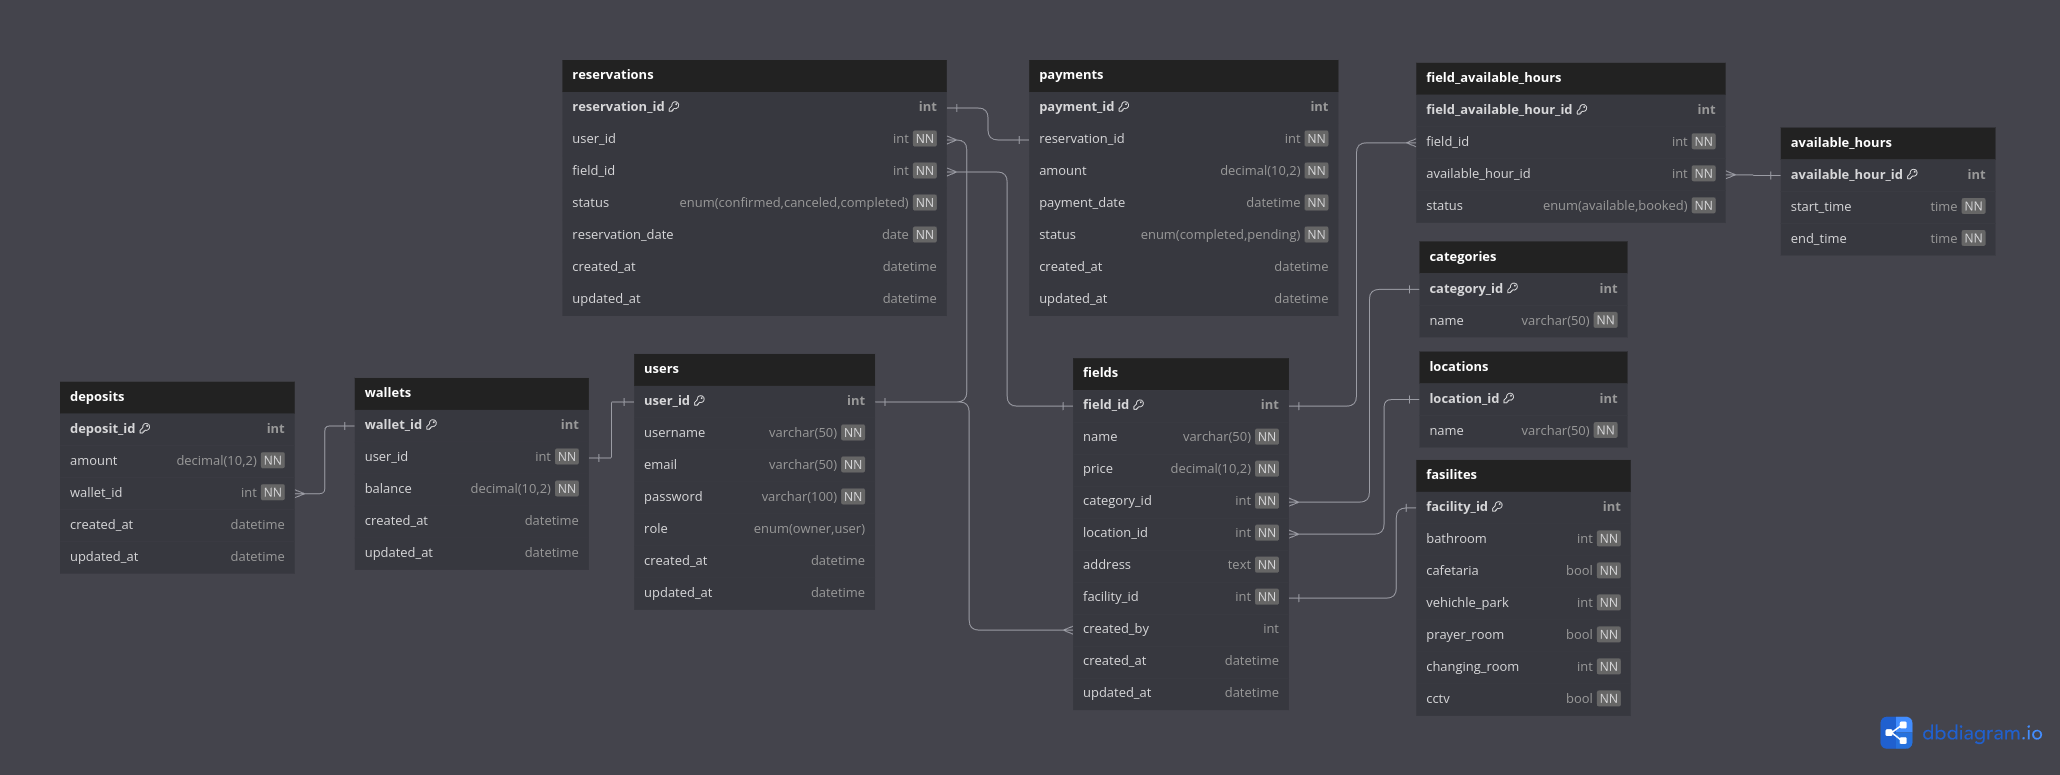 reservations
reservation_id int
user_id int NN
field_id int NN
status enum(confirmed,canceled,completed) NN
reservation_date date NN
created_at datetime
updated_at datetime
payments
payment_id int
reservation_id int NN
amount decimal(10,2) NN
payment_date datetime NN
status enum(completed,pending) NN
created_at datetime
updated_at datetime
field_available_hours
field_available_hour_id int
field_id int NN
available_hour_id int NN
status enum(available,booked) NN
available_hours
available_hour_id int
start_time time NN
end_time time NN
categories
category_id int
name varchar(50) NN
deposits
deposit_id int
amount decimal(10,2) NN
wallet_id int NN
created_at datetime
updated_at datetime
wallets
wallet_id int
user_id int NN
balance decimal(10,2) NN
created_at datetime
updated_at datetime
users
user_id int
username varchar(50) NN
email varchar(50) NN
password varchar(100) NN
role enum(owner,user)
created_at datetime
updated_at datetime
fields
field_id int
name varchar(50) NN
price decimal(10,2) NN
category_id int NN
location_id int NN
address text NN
facility_id int NN
created_by int
created_at datetime
updated_at datetime
locations
location_id int
name varchar(50) NN
fasilites
facility_id int
bathroom int NN
cafetaria bool NN
vehichle_park int NN
prayer_room bool NN
changing_room int NN
cctv bool NN
dbdiagram.io